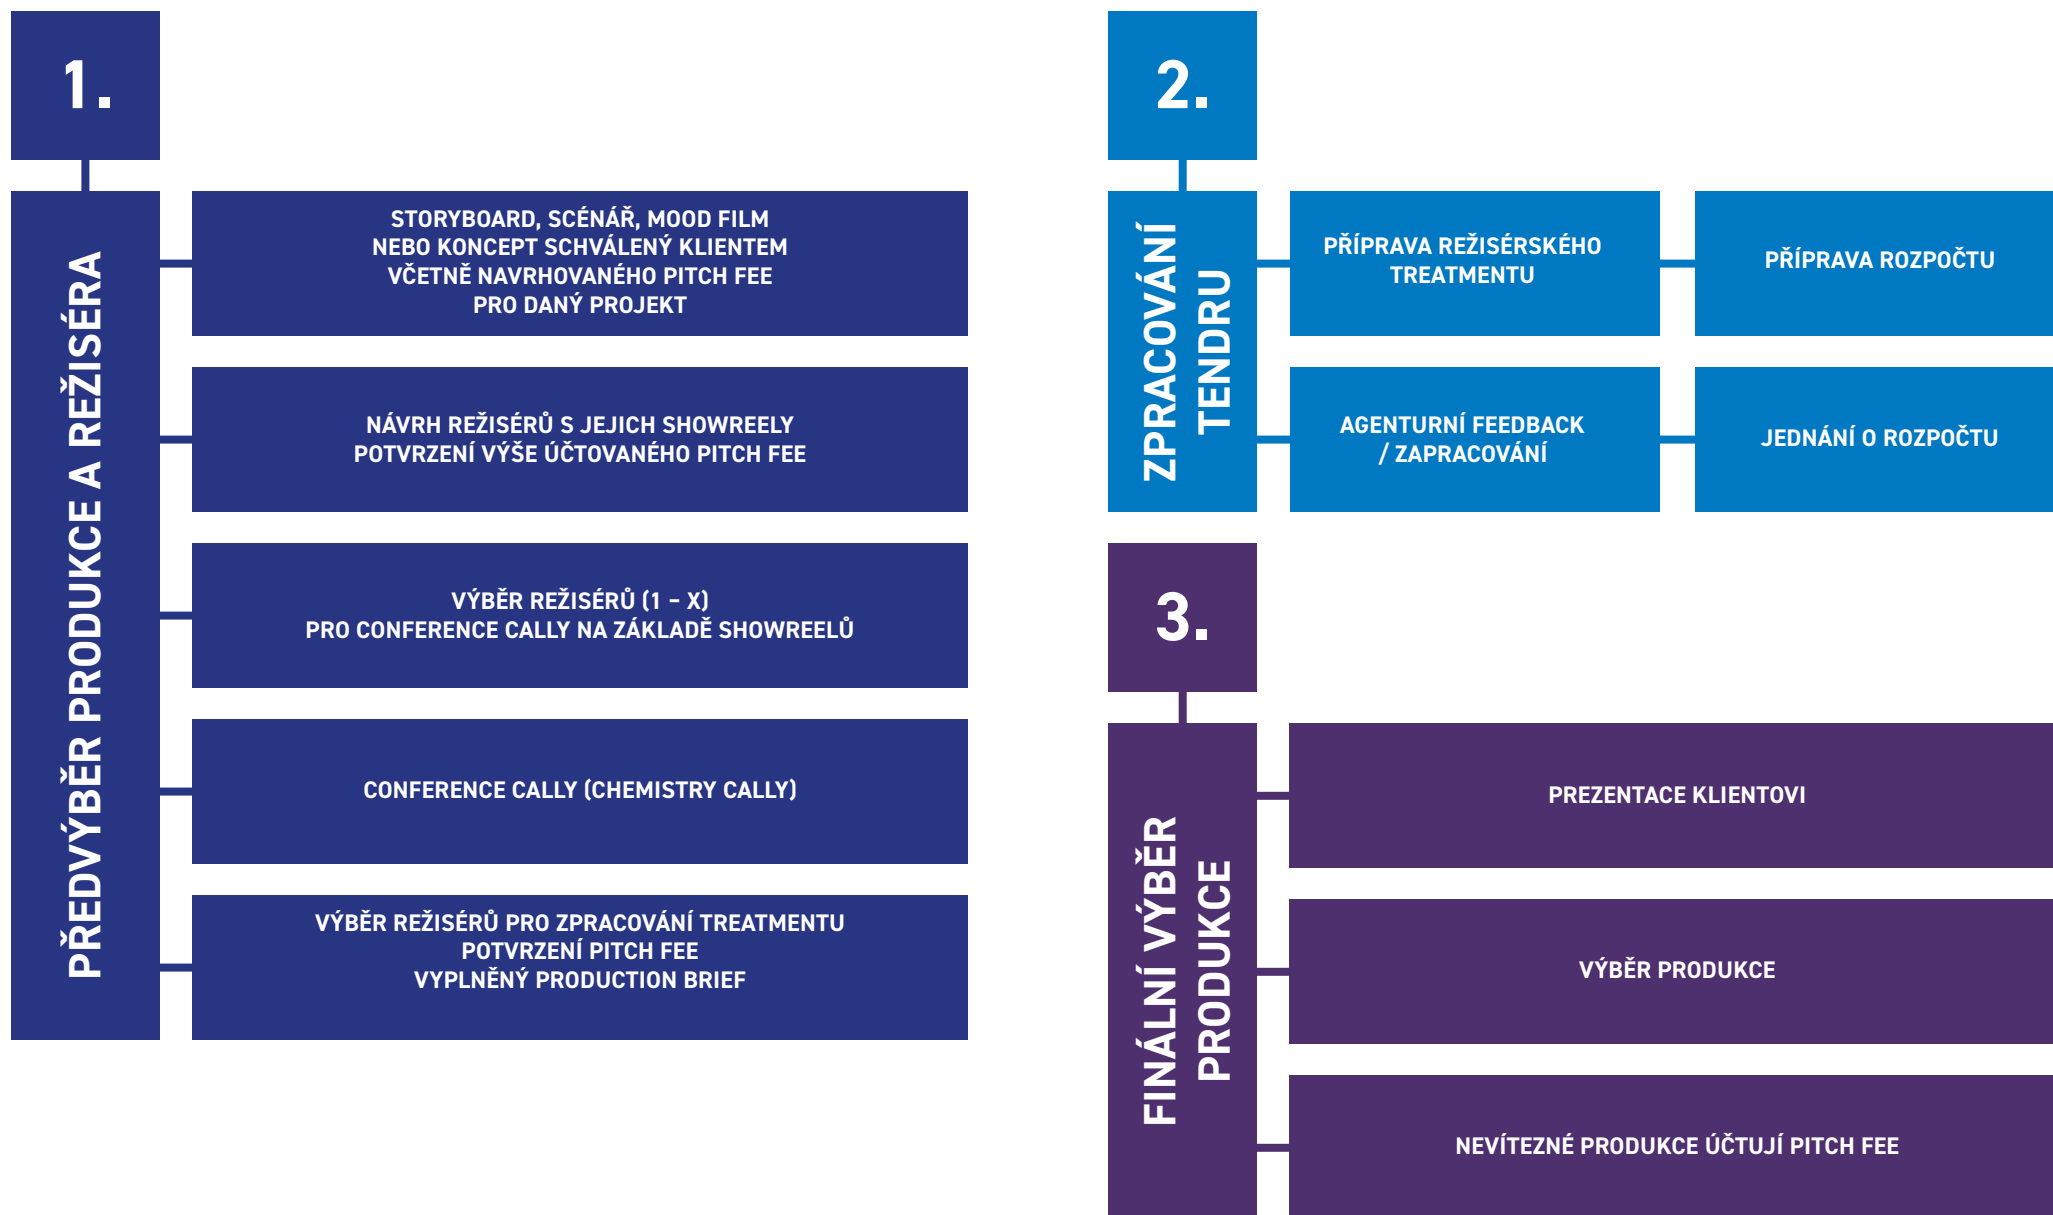 1.
PŘEDVÝBĚR PRODUKCE A REŽISÉRA
STORYBOARD, SCÉNÁŘ, MOOD FILM
NEBO KONCEPT SCHVÁLENÝ KLIENTEM
VČETNĚ NAVRHOVANÉHO PITCH FEE
PRO DANÝ PROJEKT
NÁVRH REŽISÉRŮ S JEJICH SHOWREELY
POTVRZENÍ VÝŠE ÚČTOVANÉHO PITCH FEE
VÝBĚR REŽISÉRŮ (1 – X)
PRO CONFERENCE CALLY NA ZÁKLADĚ SHOWREELŮ
CONFERENCE CALLY (CHEMISTRY CALLY)
VÝBĚR REŽISÉRŮ PRO ZPRACOVÁNÍ TREATMENTU
POTVRZENÍ PITCH FEE
VYPLNĚNÝ PRODUCTION BRIEF
2.
ZPRACOVÁNÍ
TENDRU
PŘÍPRAVA REŽISÉRSKÉHO
TREATMENTU
PŘÍPRAVA ROZPOČTU
AGENTURNÍ FEEDBACK
/ ZAPRACOVÁNÍ
JEDNÁNÍ O ROZPOČTU
3.
FINÁLNÍ VÝBĚR
PRODUKCE
PREZENTACE KLIENTOVI
VÝBĚR PRODUKCE
NEVÍTEZNÉ PRODUKCE ÚČTUJÍ PITCH FEE